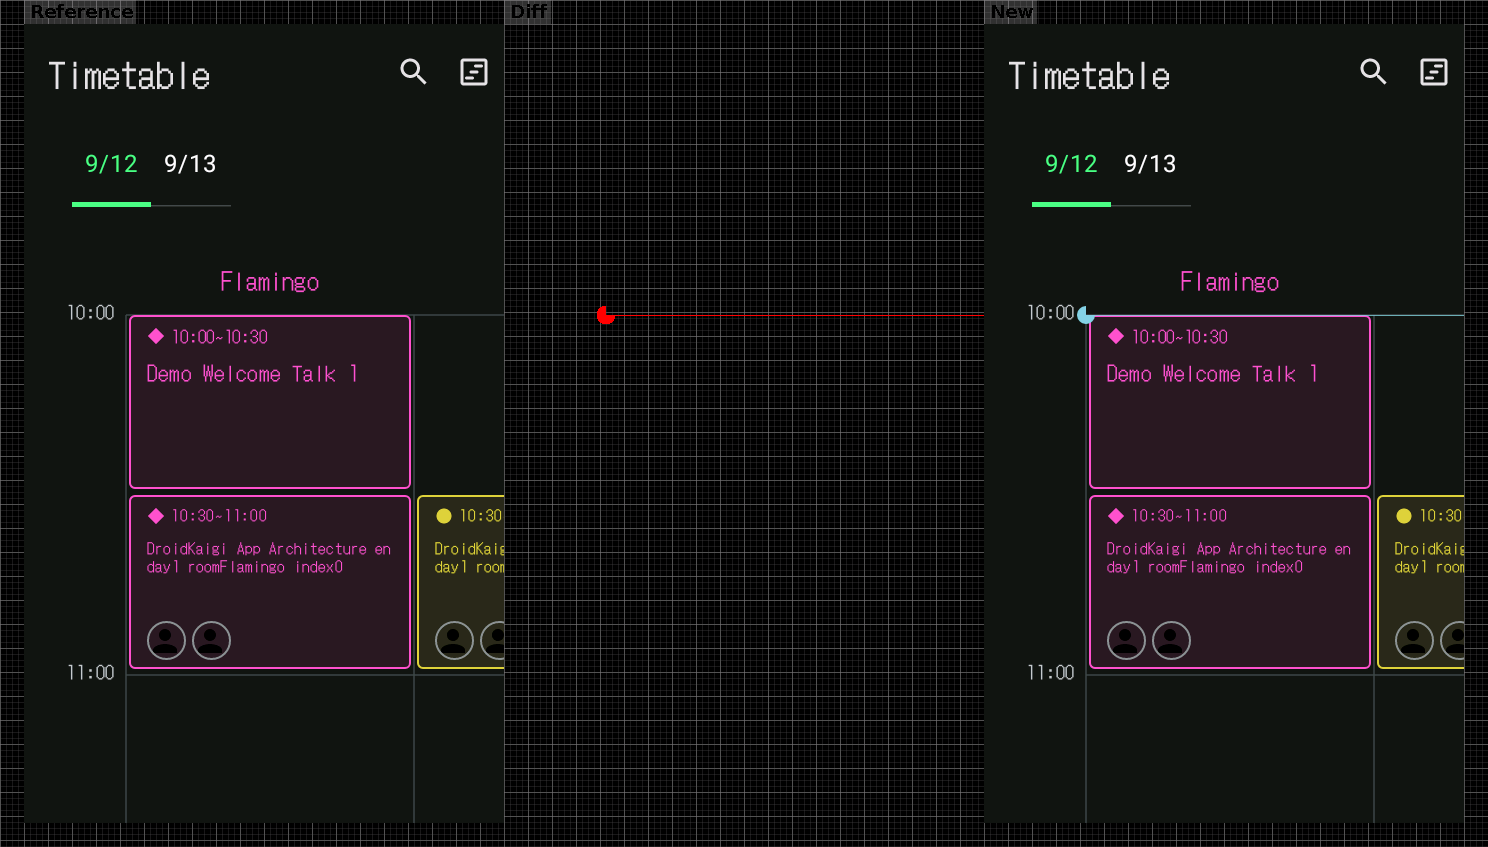 Reference
Timetable
9/12 9/13
Flamingo
10:00
10:00~10:30
Demo Welcome Talk 1
10:30~11:00
DroidKaigi App Architecture en
day1 roomFlamingo index0
10:30
DroidKaig
day1 room
11:00
Diff
New
Timetable
9/12 9/13
Flamingo
10:00
10:00~10:30
Demo Welcome Talk 1
10:30~11:00
DroidKaigi App Architecture en
day1 roomFlamingo index0
10:30
DroidKaig
day1 room
11:00